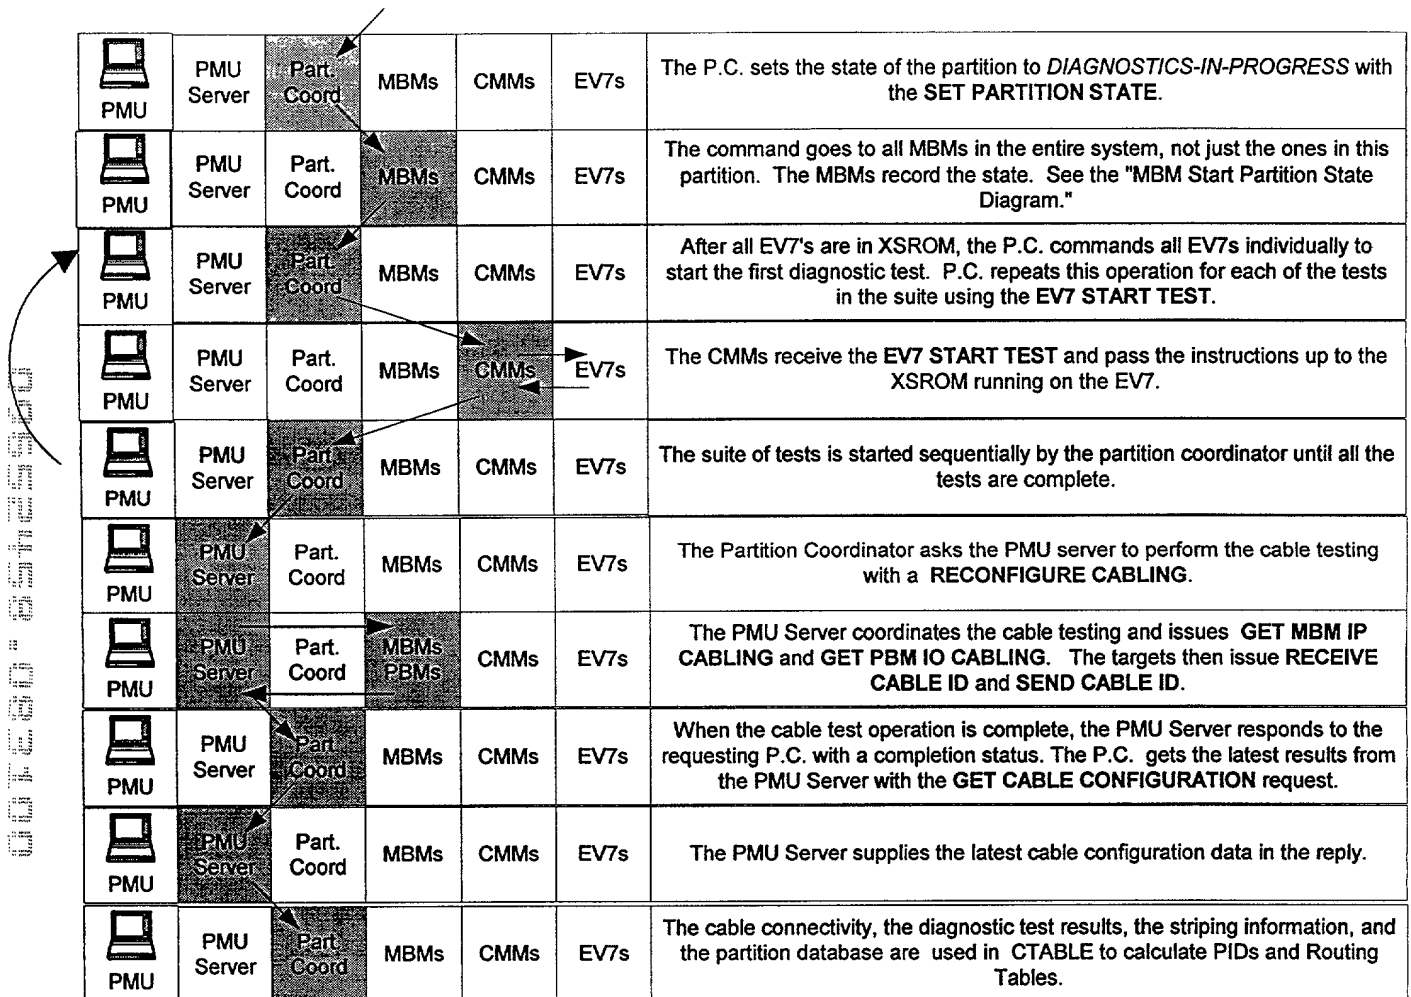 PMU
PMU
Server
Part.
Coord
MBMs
CMMs
EV7s
The P.C. sets the state of the partition to DIAGNOSTICS-IN-PROGRESS with
the SET PARTITION STATE.
PMU
PMU
Server
Part.
Coord
MBMs
CMMs
EV7s
The command goes to all MBMs in the entire system, not just the ones in this
partition. The MBMs record the state. See the "MBM Start Partition State
Diagram."
PMU
PMU
Server
Part.
Coord
MBMs
CMMs
EV7s
After all EV7's are in XSROM, the P.C. commands all EV7s individually to
start the first diagnostic test. P.C. repeats this operation for each of the tests
in the suite using the EV7 START TEST.
PMU
PMU
Server
Part.
Coord
MBMs
CMMs
EV7s
The CMMs receive the EV7 START TEST and pass the instructions up to the
XSROM running on the EV7.
PMU
PMU
Server
Part.
Coord
MBMs
CMMs
EV7s
The suite of tests is started sequentially by the partition coordinator until all the
tests are complete.
PMU
PMU
Server
Part.
Coord
MBMs
CMMs
EV7s
The Partition Coordinator asks the PMU server to perform the cable testing
with a RECONFIGURE CABLING.
PMU
PMU
Server
Part.
Coord
MBMs
PBMs
CMMs
EV7s
The PMU Server coordinates the cable testing and issues GET MBM IP
CABLING and GET PBM IO CABLING. The targets then issue RECEIVE
CABLE ID and SEND CABLE ID.
PMU
PMU
Server
Part.
Coord
MBMs
CMMs
EV7s
When the cable test operation is complete, the PMU Server responds to the
requesting P.C. with a completion status. The P.C. gets the latest results from
the PMU Server with the GET CABLE CONFIGURATION request.
PMU
PMU
Server
Part.
Coord
MBMs
CMMs
EV7s
The PMU Server supplies the latest cable configuration data in the reply.
PMU
PMU
Server
Part.
Coord
MBMs
CMMs
EV7s
The cable connectivity, the diagnostic test results, the striping information, and
the partition database are used in CTABLE to calculate PIDs and Routing
Tables.